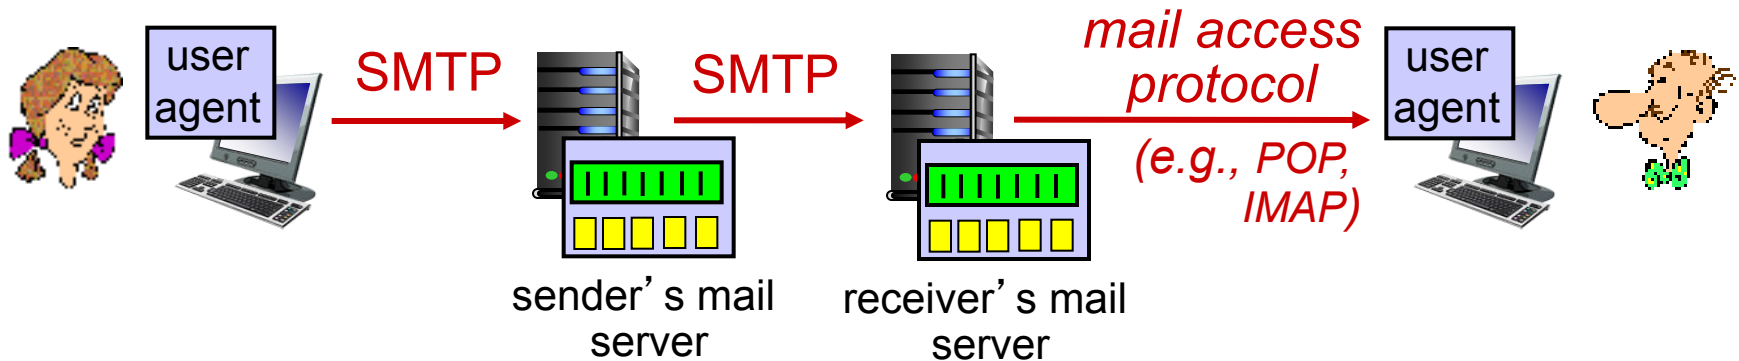 user
agent
SMTP
sender’s mail
server
SMTP
receiver’s mail
server
mail access
protocol
(e.g., POP,
IMAP)
user
agent